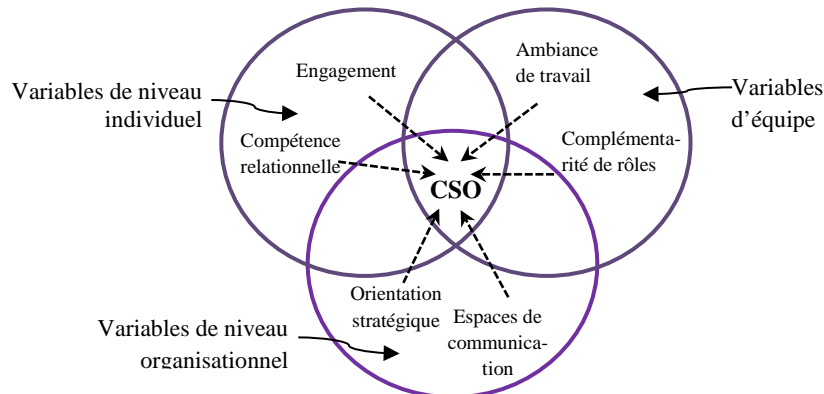 Engagement
Ambiance
de travail
Variables de niveau
individuel
Variables
d’équipe
Compétence
relationnelle
Complémenta-
rité de rôles
CSO
Orientation
stratégique
Espaces de
communica-
tion
Variables de niveau
organisationnel